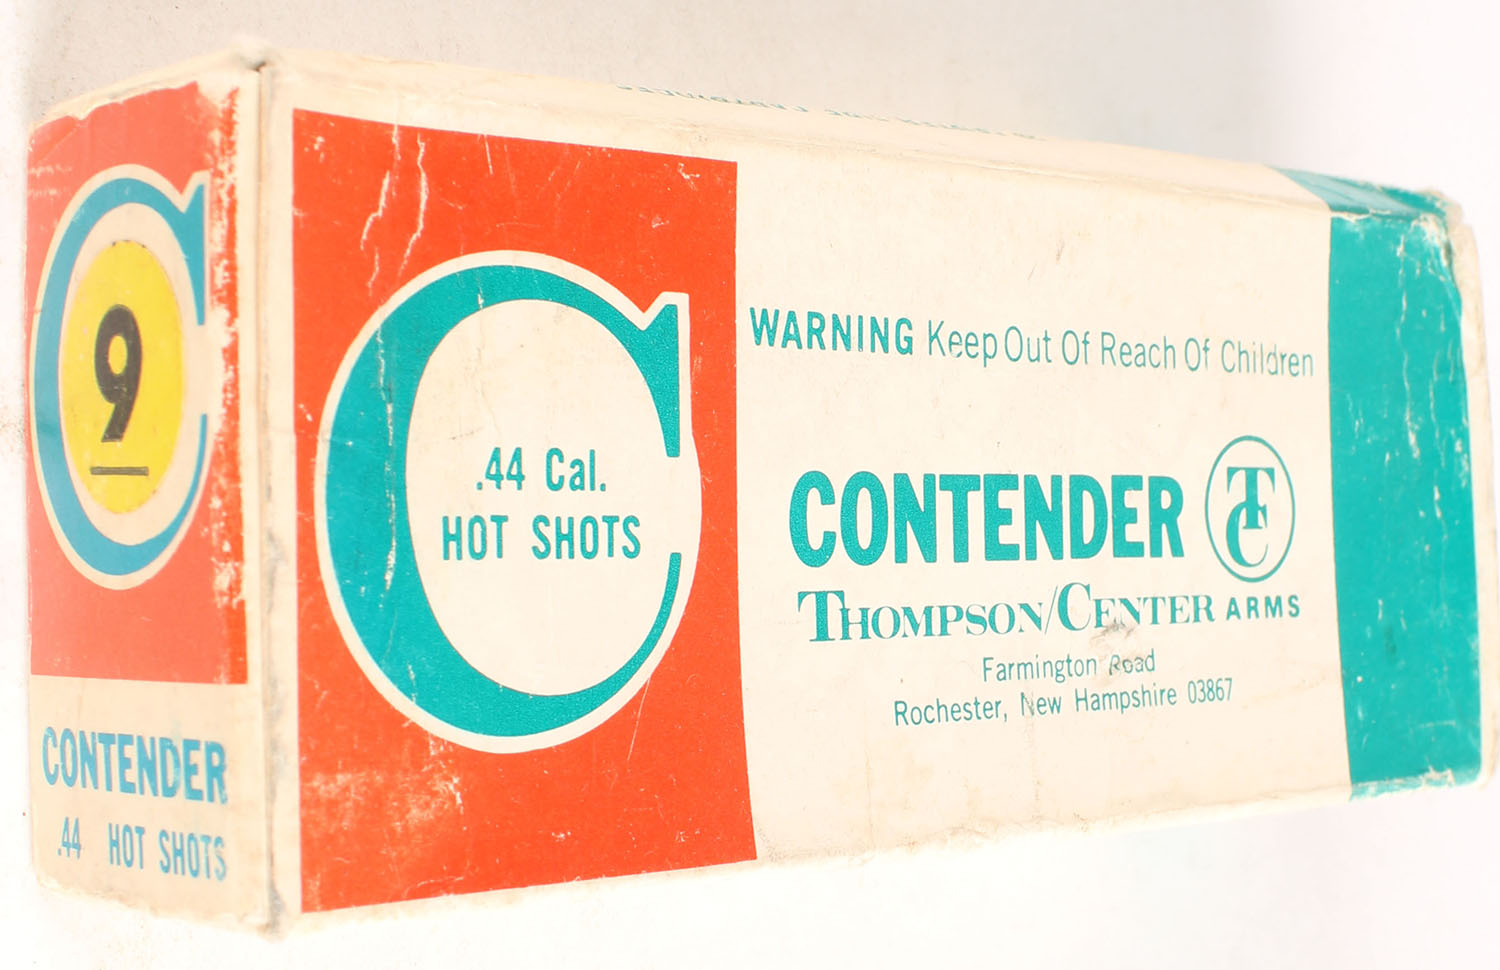 9
CONTENDER
.44 HOT SHOTS
C
.44 Cal.
HOT SHOTS
WARNING Keep Out Of Reach Of Children
CONTENDER TC
THOMPSON/CENTER ARMS
Farmington Road
Rochester, New Hampshire 03867